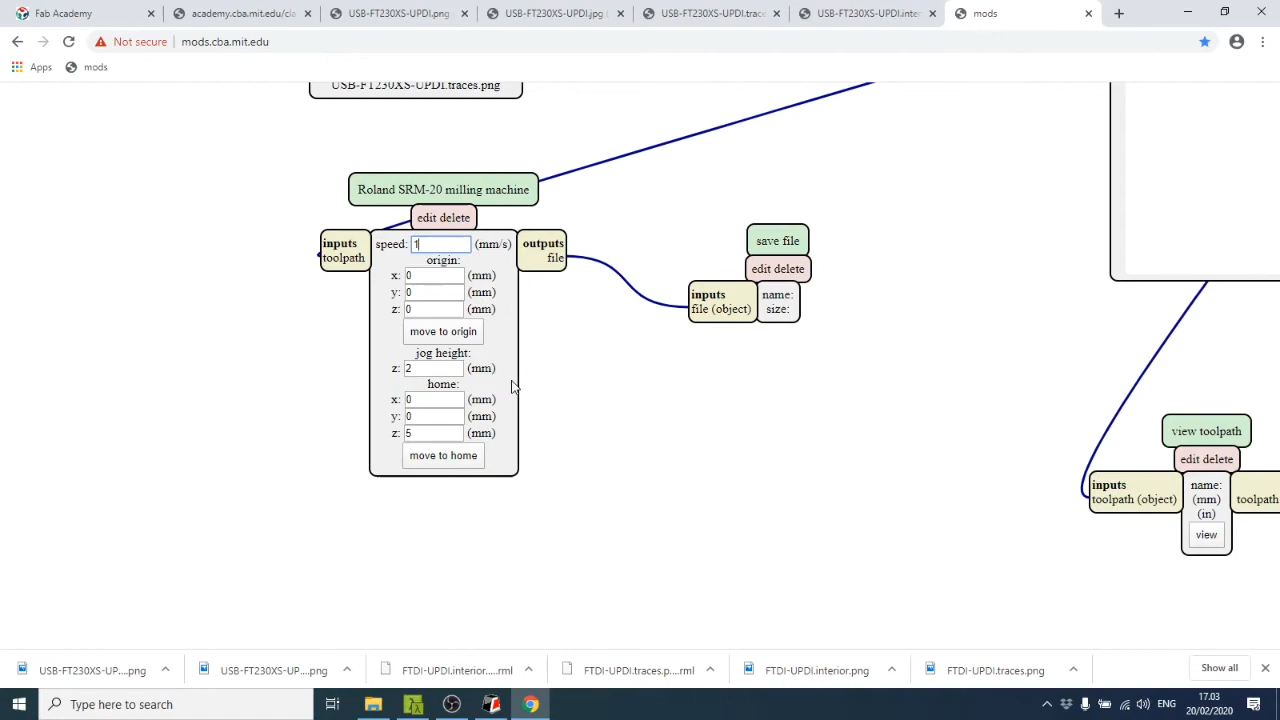 Fab Academy
academy.cba.mit.edu/cla
USB-FT230XS-UPDI.png
USB-FT230XS-UPDI.jpg
USB-FT230XS-UPDI.trace
USB-FT230XS-UPDI.inter
mods
Not secure
mods.cba.mit.edu
Apps
mods
USB-FT230XS-UPDI.traces.png
Roland SRM-20 milling machine
edit delete
inputs
toolpath
speed: 1 (mm/s)
outputs
file
origin:
x: 0 (mm)
y: 0 (mm)
z: 0 (mm)
move to origin
jog height:
z: 2 (mm)
home:
x: 0 (mm)
y: 0 (mm)
z: 5 (mm)
move to home
save file
edit delete
inputs
file (object)
name:
size:
view toolpath
edit delete
inputs
toolpath (object)
name:
(mm)
(in)
view
toolpath
USB-FT230XS-UP....png
USB-FT230XS-UP....png
FTDI-UPDI.interior.....rml
FTDI-UPDI.traces.p....rml
FTDI-UPDI.interior.png
FTDI-UPDI.traces.png
Show all
Type here to search
ENG
17.03
20/02/2020